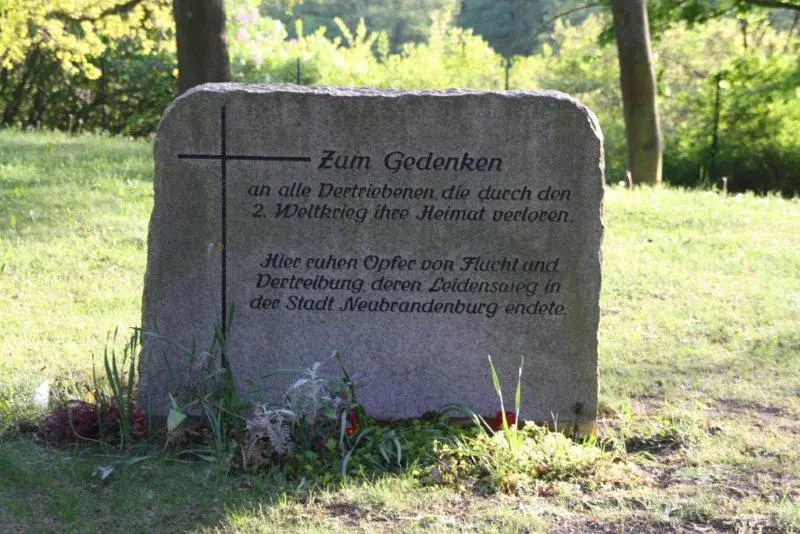 Zum Gedenken
an alle Vertriebenen, die durch den
2. Weltkrieg ihre Heimat verloren.
Hier ruhen Opfer von Flucht und
Vertreibung, deren Leidensweg in
der Stadt Neubrandenburg endete.